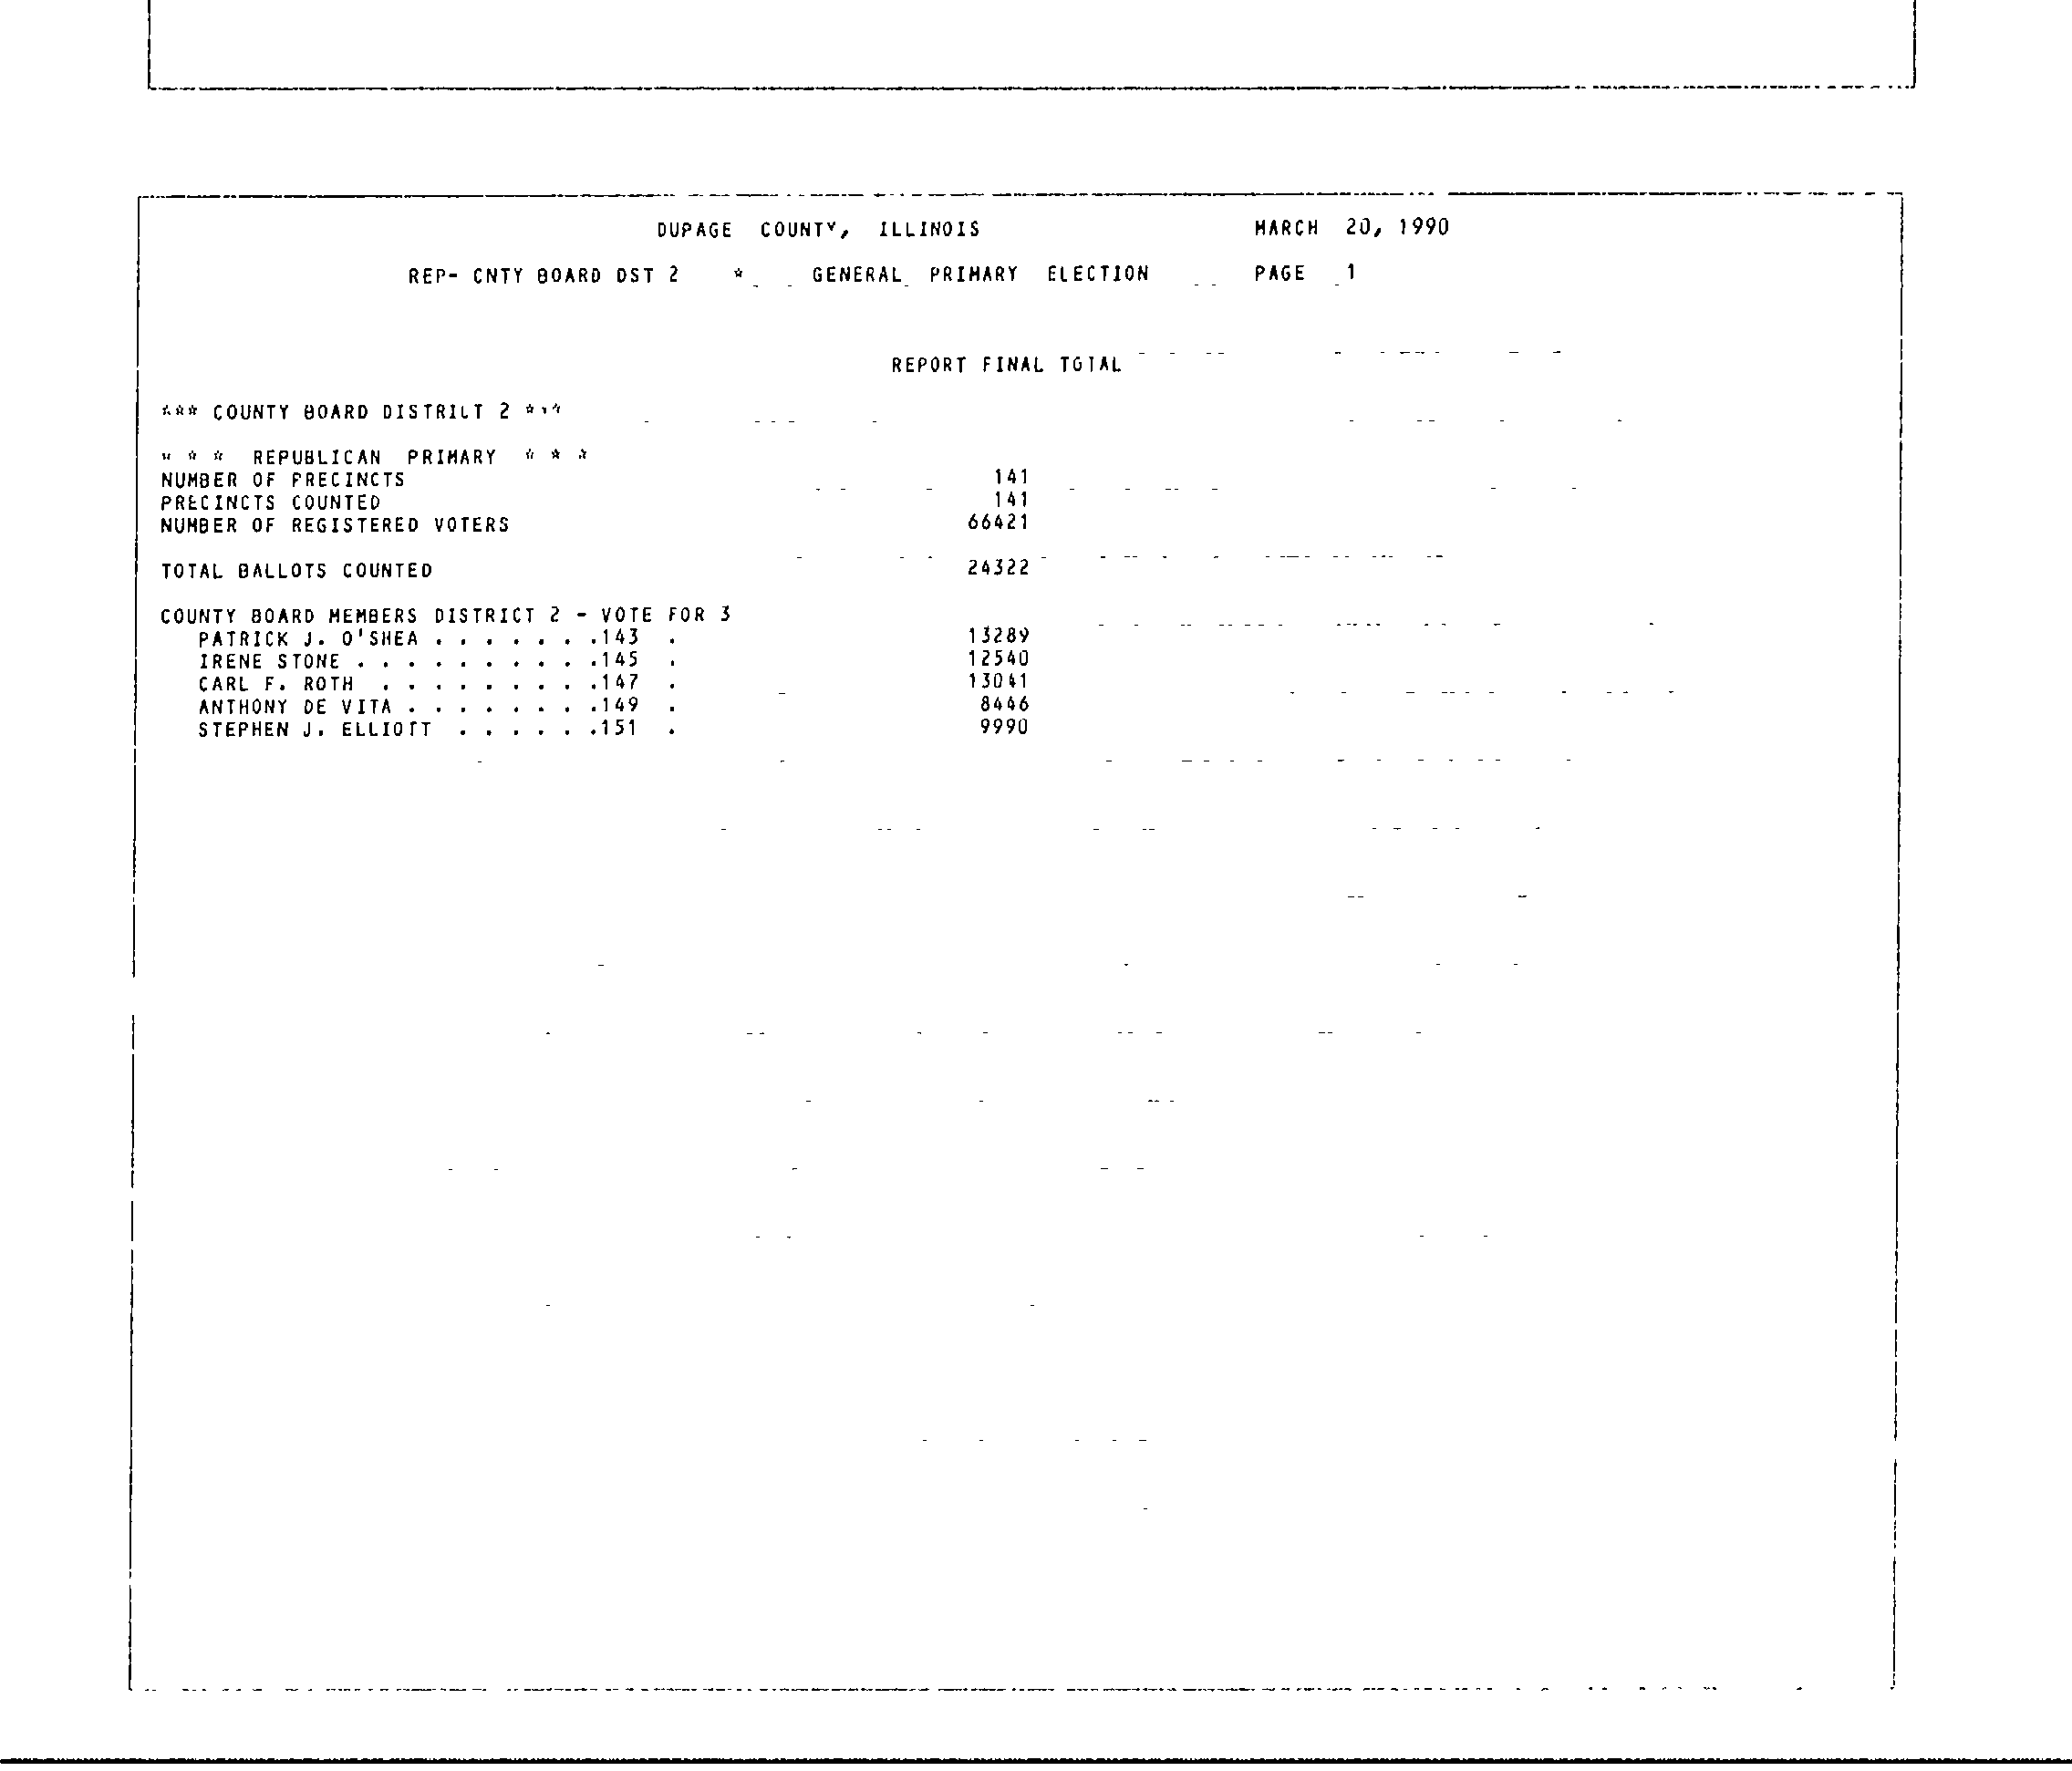 DUPAGE COUNTY, ILLINOIS MARCH 20, 1990
REP- CNTY BOARD DST 2 * GENERAL PRIMARY ELECTION PAGE 1
REPORT FINAL TOTAL
*** COUNTY BOARD DISTRICT 2 ***
* * * REPUBLICAN PRIMARY * * *
NUMBER OF PRECINCTS 141
PRECINCTS COUNTED 141
NUMBER OF REGISTERED VOTERS 66421
TOTAL BALLOTS COUNTED 24322
COUNTY BOARD MEMBERS DISTRICT 2 - VOTE FOR 3
PATRICK J. O'SHEA . . . . . . .143 . 13289
IRENE STONE . . . . . . . . . .145 . 12540
CARL F. ROTH . . . . . . . . .147 . 13041
ANTHONY DE VITA . . . . . . . .149 . 8446
STEPHEN J. ELLIOTT . . . . . .151 . 9990